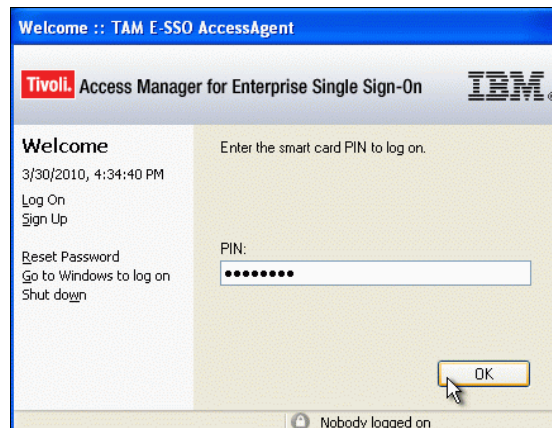 Welcome :: TAM E-SSO AccessAgent
Tivoli. Access Manager for Enterprise Single Sign-On
IBM®
Welcome
3/30/2010, 4:34:40 PM
Log On
Sign Up
Reset Password
Go to Windows to log on
Shut down
Enter the smart card PIN to log on.
PIN:
••••••••
OK
Nobody logged on